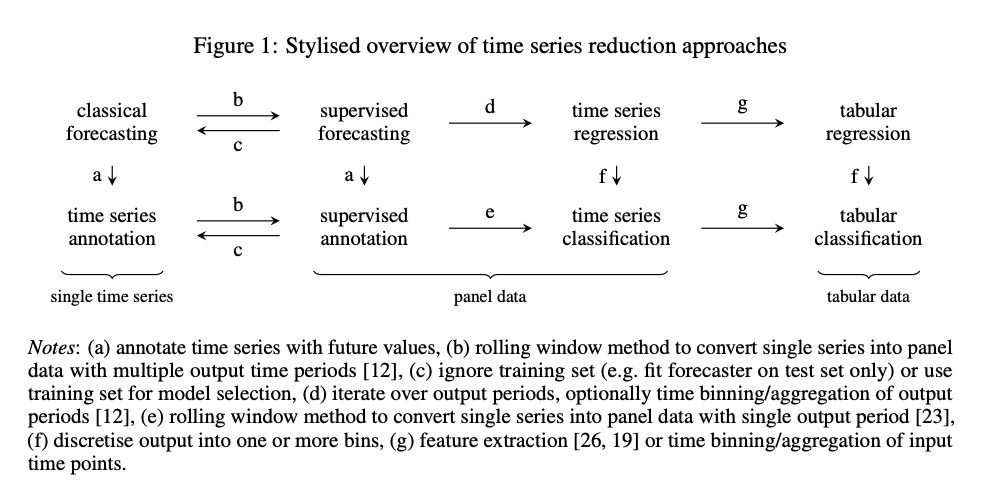 Figure 1: Stylised overview of time series reduction approaches
classical forecasting
b
c
supervised forecasting
d
time series regression
g
tabular regression
a ↓
a ↓
f ↓
f ↓
time series annotation
b
c
supervised annotation
e
time series classification
g
tabular classification
single time series
panel data
tabular data
Notes: (a) annotate time series with future values, (b) rolling window method to convert single series into panel
data with multiple output time periods [12], (c) ignore training set (e.g. fit forecaster on test set only) or use
training set for model selection, (d) iterate over output periods, optionally time binning/aggregation of output
periods [12], (e) rolling window method to convert single series into panel data with single output period [23],
(f) discretise output into one or more bins, (g) feature extraction [26, 19] or time binning/aggregation of input
time points.